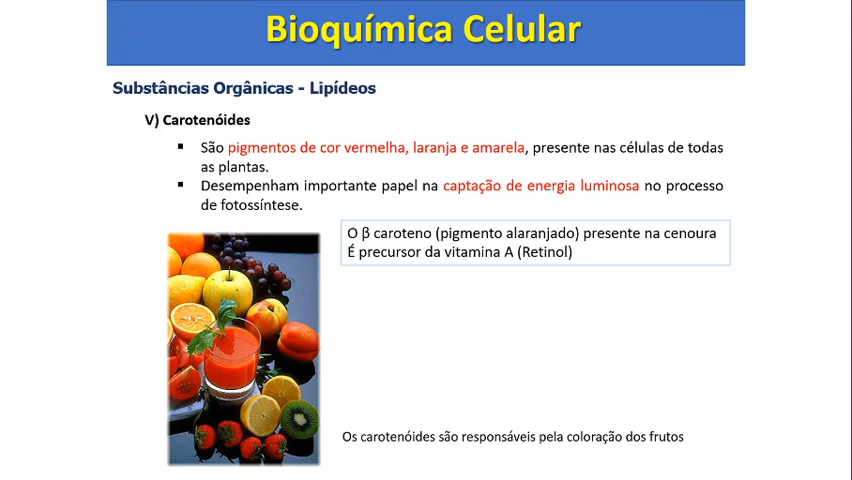 Bioquímica Celular
Substâncias Orgânicas - Lipídeos
V) Carotenóides
▪ São pigmentos de cor vermelha, laranja e amarela, presente nas células de todas
as plantas.
▪ Desempenham importante papel na captação de energia luminosa no processo
de fotossíntese.
O β caroteno (pigmento alaranjado) presente na cenoura
É precursor da vitamina A (Retinol)
Os carotenóides são responsáveis pela coloração dos frutos